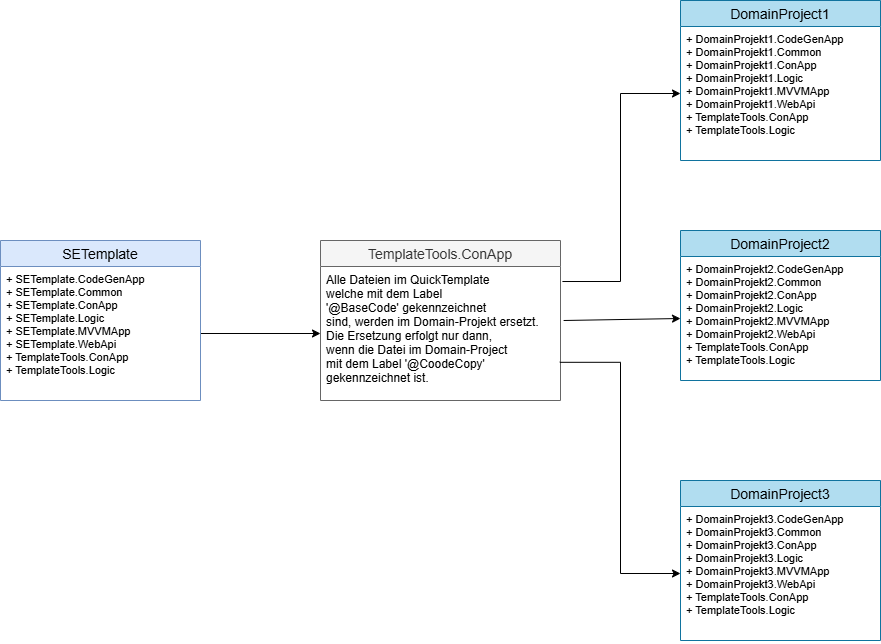 SETemplate
+ SETemplate.CodeGenApp
+ SETemplate.Common
+ SETemplate.ConApp
+ SETemplate.Logic
+ SETemplate.MVVMApp
+ SETemplate.WebApi
+ TemplateTools.ConApp
+ TemplateTools.Logic
TemplateTools.ConApp
Alle Dateien im QuickTemplate
welche mit dem Label
'@BaseCode' gekennzeichnet
sind, werden im Domain-Projekt ersetzt.
Die Ersetzung erfolgt nur dann,
wenn die Datei im Domain-Project
mit dem Label '@CoodeCopy'
gekennzeichnet ist.
DomainProject1
+ DomainProjekt1.CodeGenApp
+ DomainProjekt1.Common
+ DomainProjekt1.ConApp
+ DomainProjekt1.Logic
+ DomainProjekt1.MVVMApp
+ DomainProjekt1.WebApi
+ TemplateTools.ConApp
+ TemplateTools.Logic
DomainProject2
+ DomainProjekt2.CodeGenApp
+ DomainProjekt2.Common
+ DomainProjekt2.ConApp
+ DomainProjekt2.Logic
+ DomainProjekt2.MVVMApp
+ DomainProjekt2.WebApi
+ TemplateTools.ConApp
+ TemplateTools.Logic
DomainProject3
+ DomainProjekt3.CodeGenApp
+ DomainProjekt3.Common
+ DomainProjekt3.ConApp
+ DomainProjekt3.Logic
+ DomainProjekt3.MVVMApp
+ DomainProjekt3.WebApi
+ TemplateTools.ConApp
+ TemplateTools.Logic